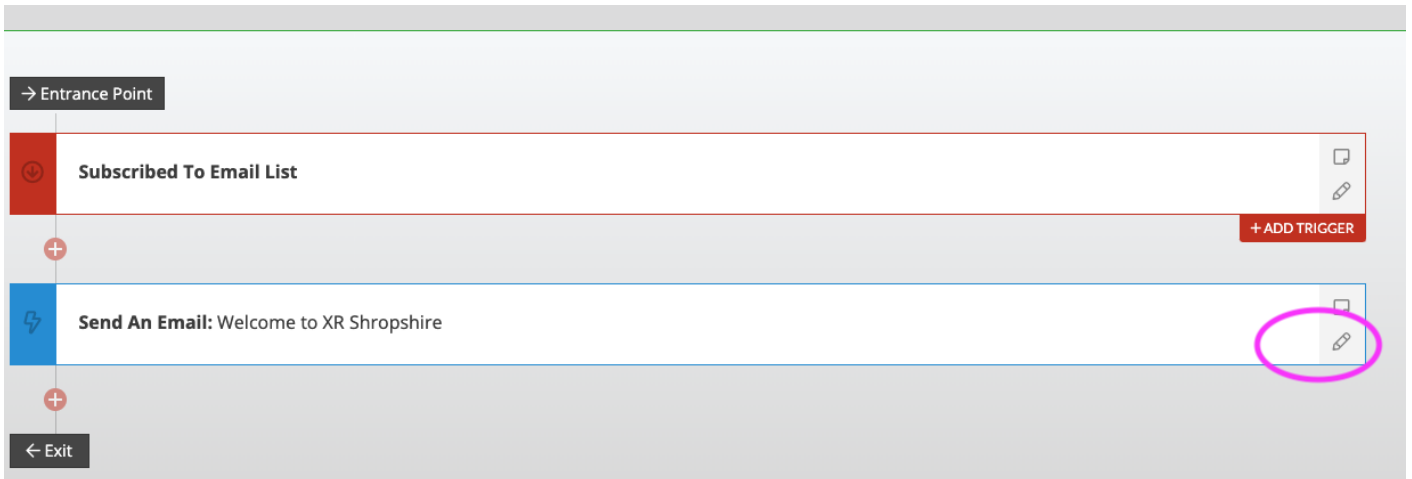 Entrance Point
Subscribed To Email List
+ ADD TRIGGER
Send An Email: Welcome to XR Shropshire
Exit